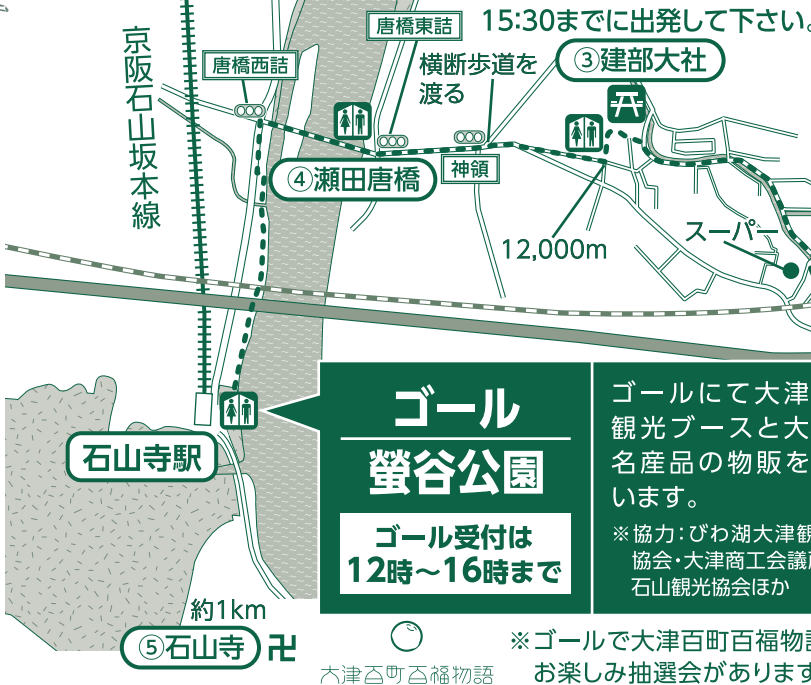 15:30までに出発して下さい。
唐橋東詰
京阪石山坂本線
唐橋西詰
横断歩道を
渡る
③建部大社
④瀬田唐橋
神領
12,000m
スーパー
ゴール
螢谷公園
ゴール受付は
12時～16時まで
ゴールにて大津
観光ブースと大
名産品の物販を
います。
※協力：びわ湖大津観
協会・大津商工会議所
石山観光協会ほか
石山寺駅
約1km
⑤石山寺 卍
大津百町百福物語
※ゴールで大津百町百福物語
お楽しみ抽選会があります